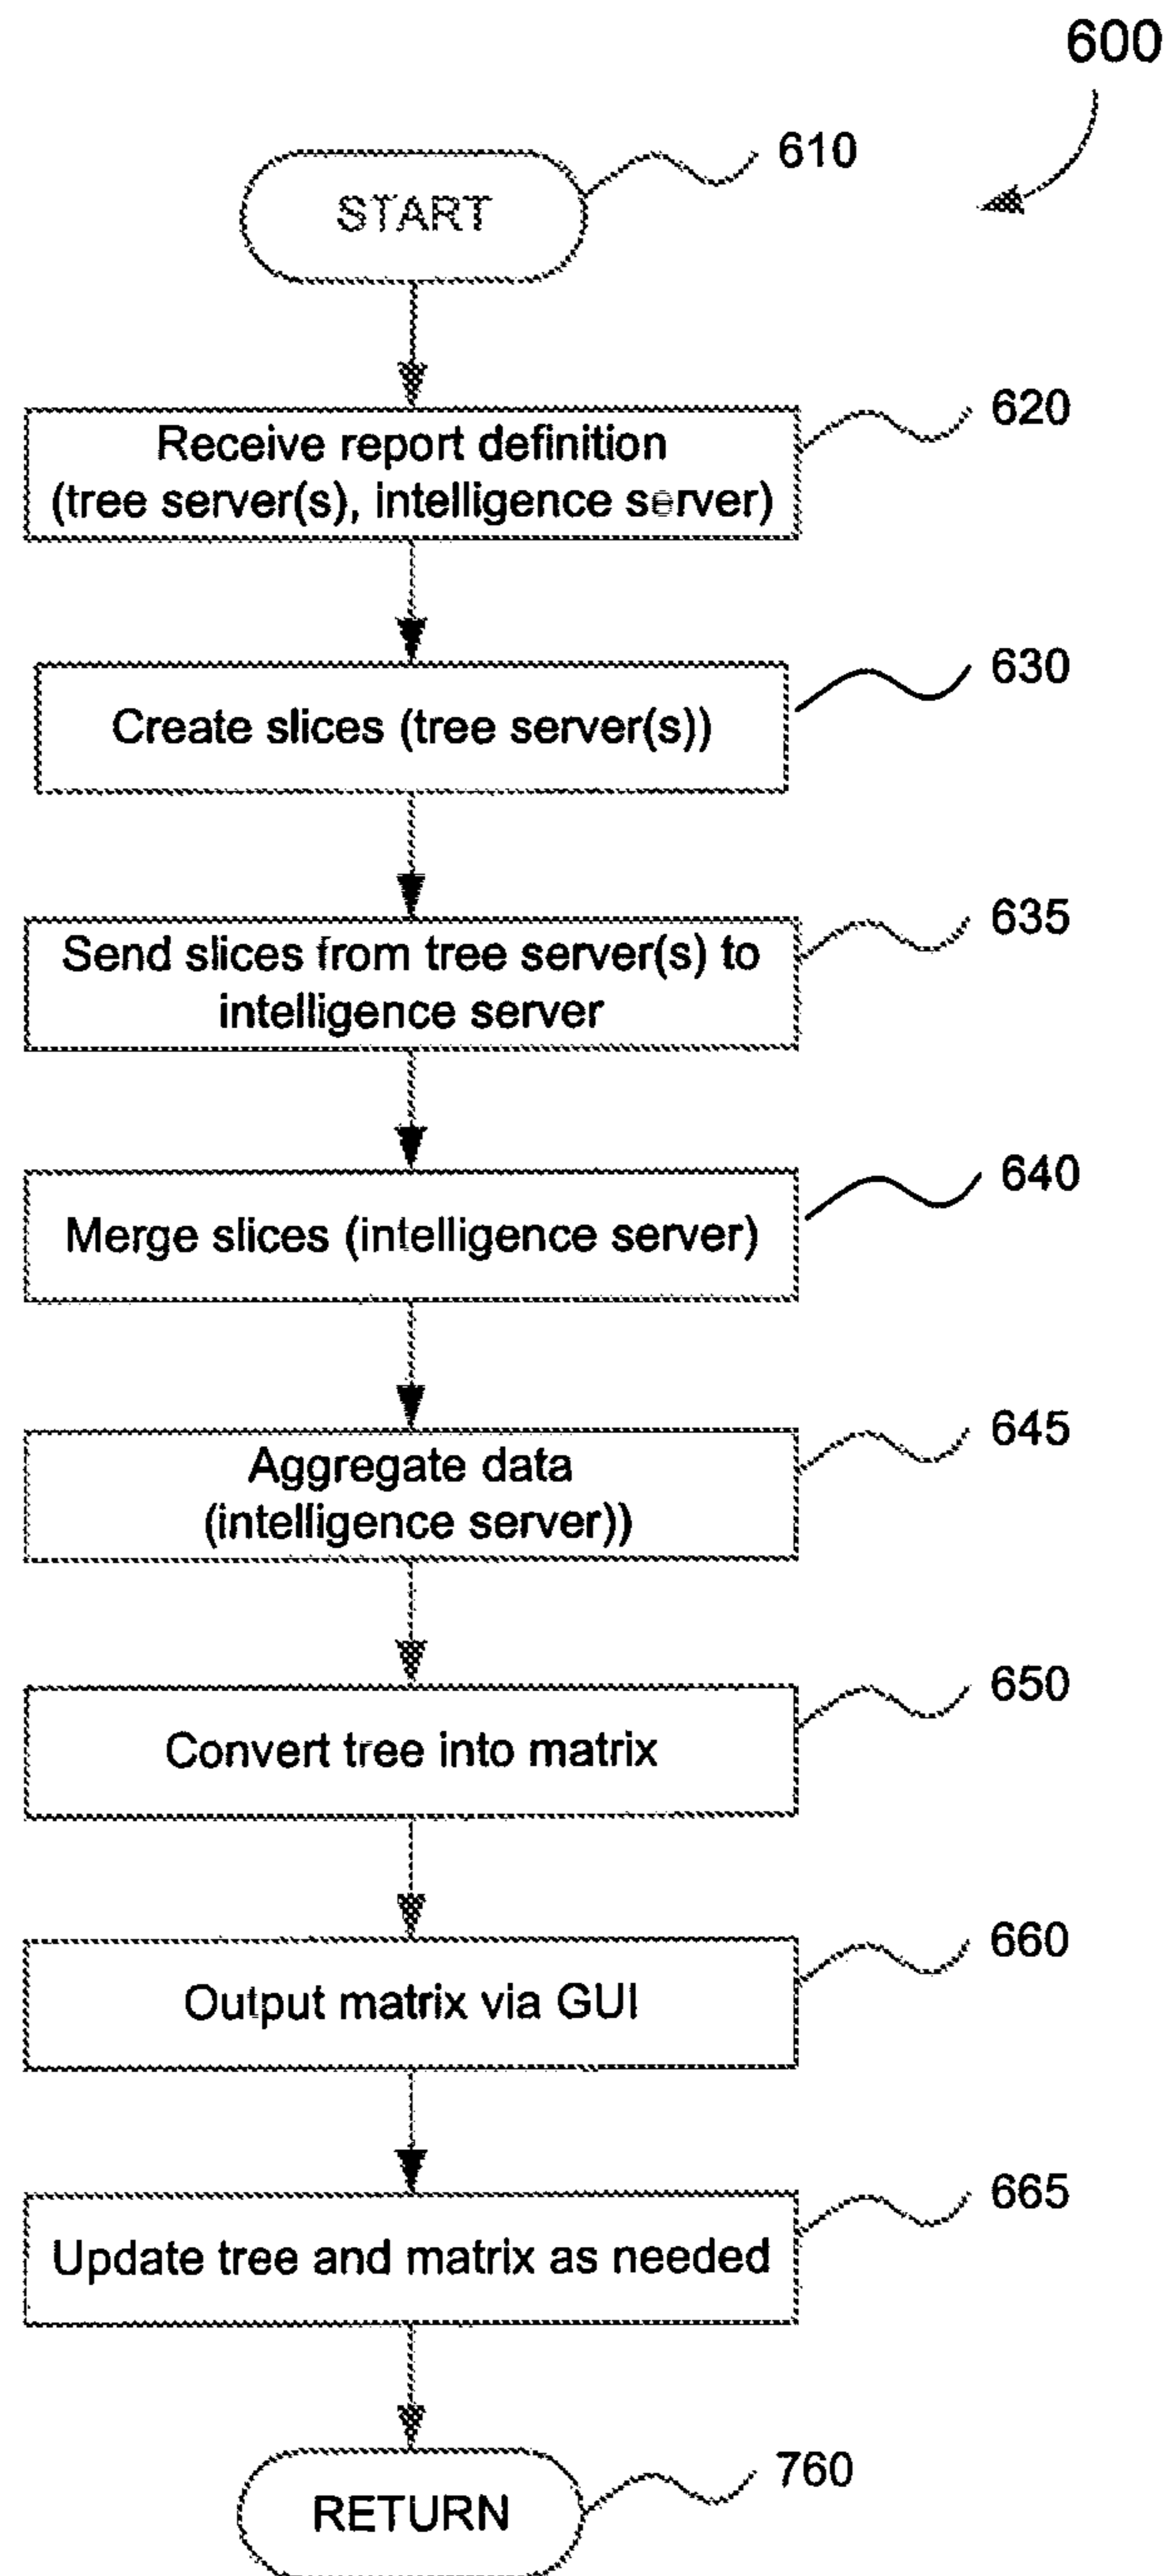 600
START
610
Receive report definition
(tree server(s), intelligence server)
620
Create slices (tree server(s))
630
Send slices from tree server(s) to
intelligence server
635
Merge slices (intelligence server)
640
Aggregate data
(intelligence server))
645
Convert tree into matrix
650
Output matrix via GUI
660
Update tree and matrix as needed
665
RETURN
760